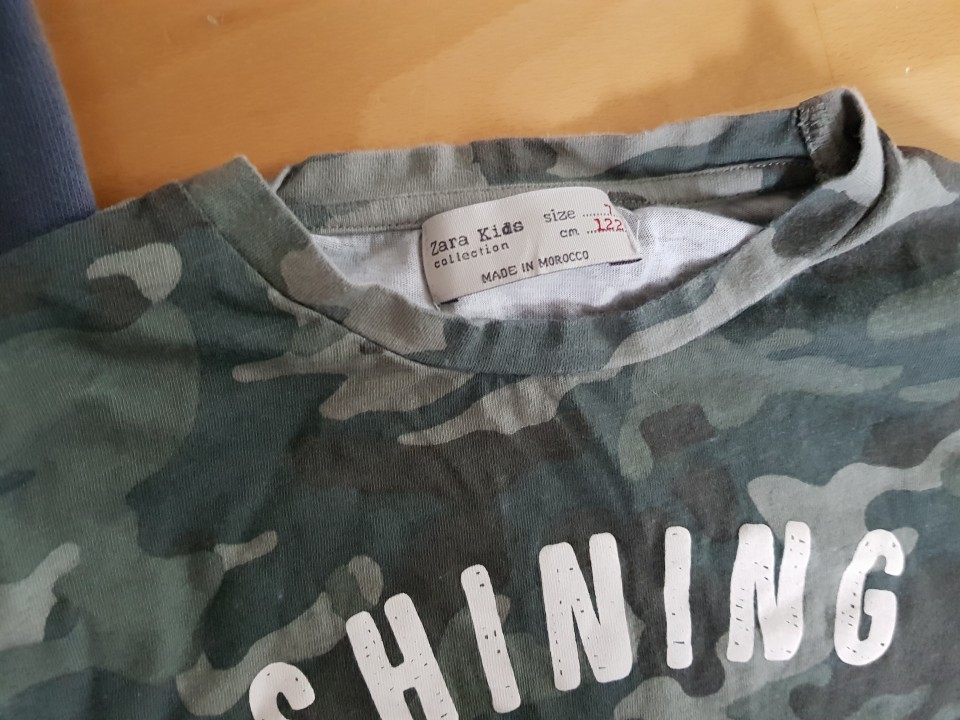 Zara Kids
collection
size ...... 7
cm ... 122
MADE IN MOROCCO
SHINING